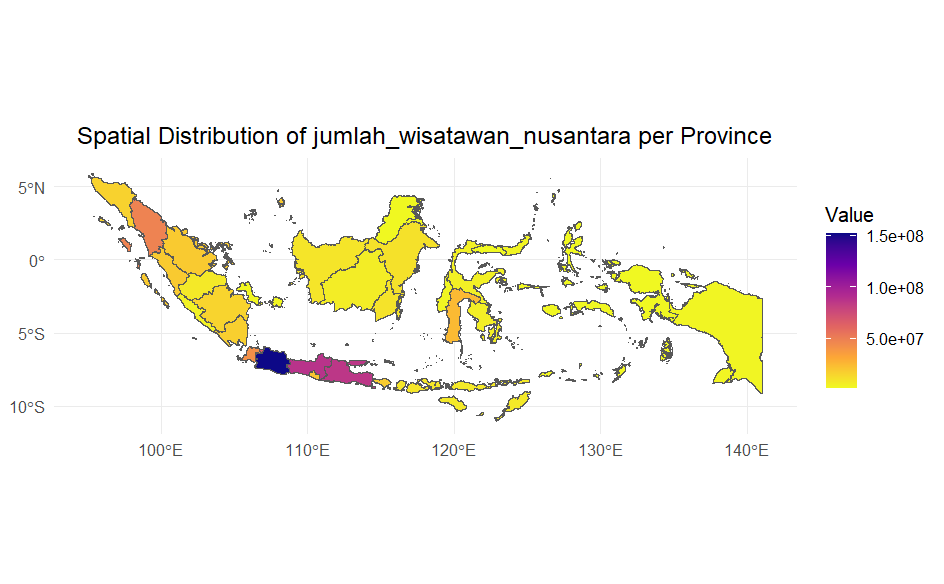 Spatial Distribution of jumlah_wisatawan_nusantara per Province
5°N
0°
5°S
10°S
100°E 110°E 120°E 130°E 140°E
Value
1.5e+08
1.0e+08
5.0e+07